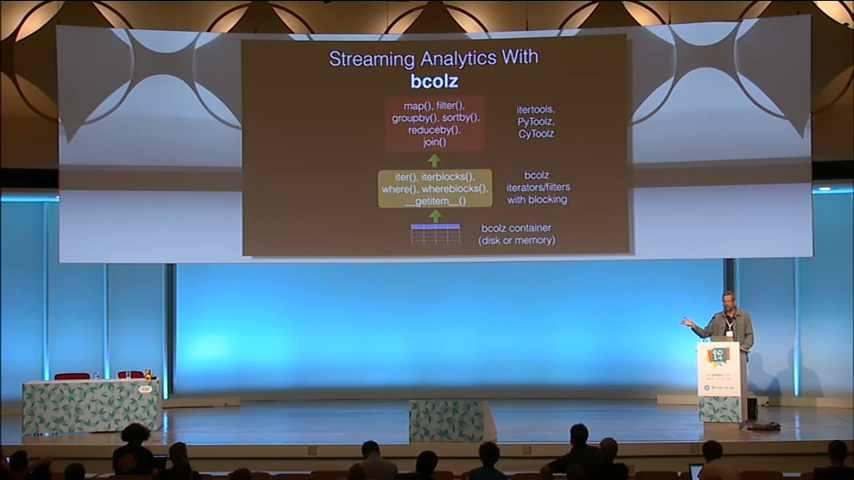 Streaming Analytics With
bcolz
map(), filter(),
groupby(), sortby(),
reduceby(),
join()
itertools,
PyToolz,
CyToolz
iter(), iterblocks(),
where(), whereblocks(),
__getitem__()
bcolz
iterators/filters
with blocking
bcolz container
(disk or memory)